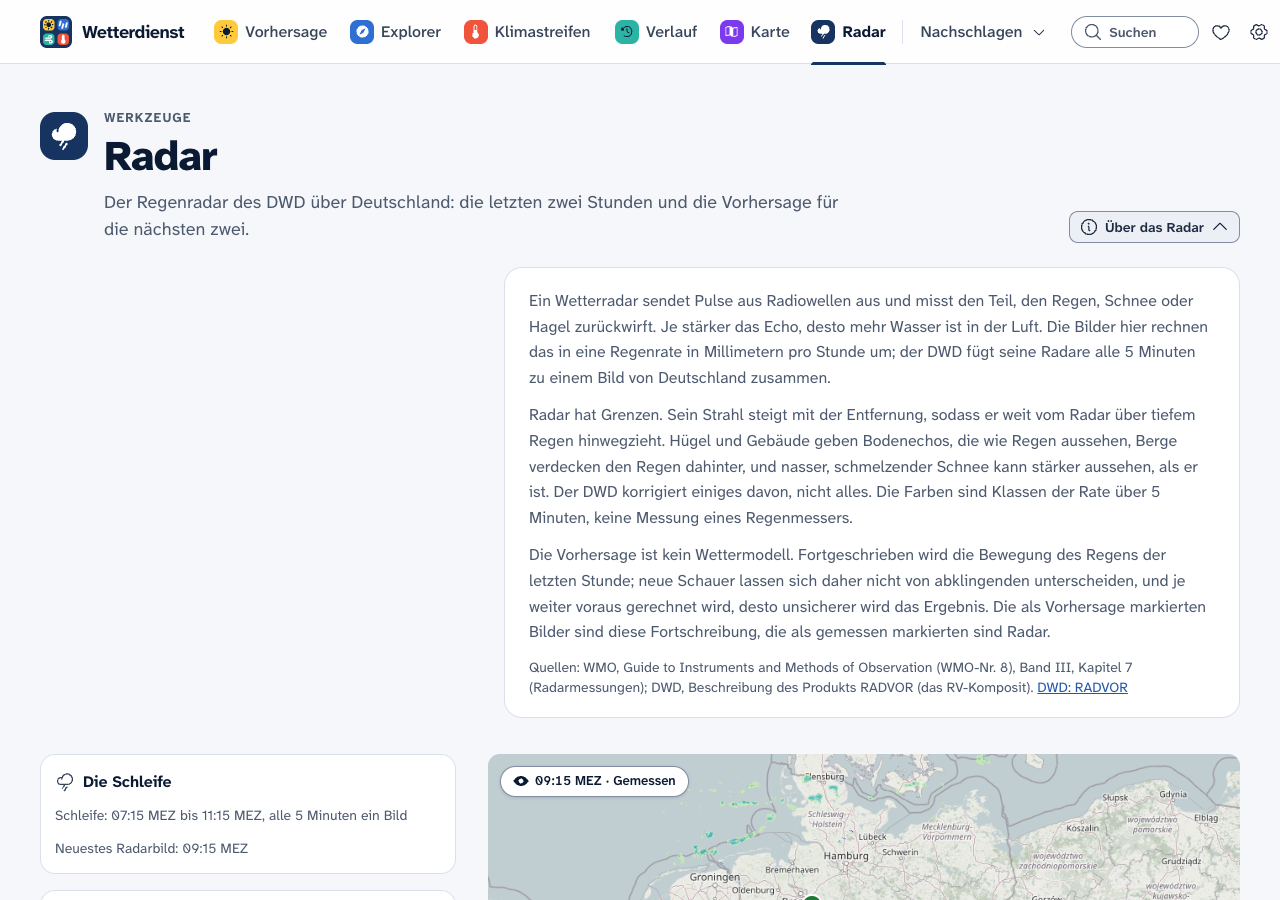 Wetterdienst
Vorhersage
Explorer
Klimastreifen
Verlauf
Karte
Radar
Nachschlagen
Suchen
WERKZEUGE
Radar
Der Regenradar des DWD über Deutschland: die letzten zwei Stunden und die Vorhersage für
die nächsten zwei.
Über das Radar
Ein Wetterradar sendet Pulse aus Radiowellen aus und misst den Teil, den Regen, Schnee oder
Hagel zurückwirft. Je stärker das Echo, desto mehr Wasser ist in der Luft. Die Bilder hier rechnen
das in eine Regenrate in Millimetern pro Stunde um; der DWD fügt seine Radare alle 5 Minuten
zu einem Bild von Deutschland zusammen.
Radar hat Grenzen. Sein Strahl steigt mit der Entfernung, sodass er weit vom Radar über tiefem
Regen hinwegzieht. Hügel und Gebäude geben Bodenechos, die wie Regen aussehen, Berge
verdecken den Regen dahinter, und nasser, schmelzender Schnee kann stärker aussehen, als er
ist. Der DWD korrigiert einiges davon, nicht alles. Die Farben sind Klassen der Rate über 5
Minuten, keine Messung eines Regenmessers.
Die Vorhersage ist kein Wettermodell. Fortgeschrieben wird die Bewegung des Regens der
letzten Stunde; neue Schauer lassen sich daher nicht von abklingenden unterscheiden, und je
weiter voraus gerechnet wird, desto unsicherer wird das Ergebnis. Die als Vorhersage markierten
Bilder sind diese Fortschreibung, die als gemessen markierten sind Radar.
Quellen: WMO, Guide to Instruments and Methods of Observation (WMO-Nr. 8), Band III, Kapitel 7
(Radarmessungen); DWD, Beschreibung des Produkts RADVOR (das RV-Komposit). DWD: RADVOR
Die Schleife
Schleife: 07:15 MEZ bis 11:15 MEZ, alle 5 Minuten ein Bild
Neuestes Radarbild: 09:15 MEZ
09:15 MEZ · Gemessen
Flensburg
Schleswig-
Holstein
Lübeck
Mecklenburg-
Vorpommern
Hamburg
Schwerin
Bremerhaven
Groningen
Oldenburg
Słupsk
Gdynia
Koszalin
województwo
pomorskie
Elbląg
województwo
zachodniopomorskie
Grudziądz
województwo
kujawsko-